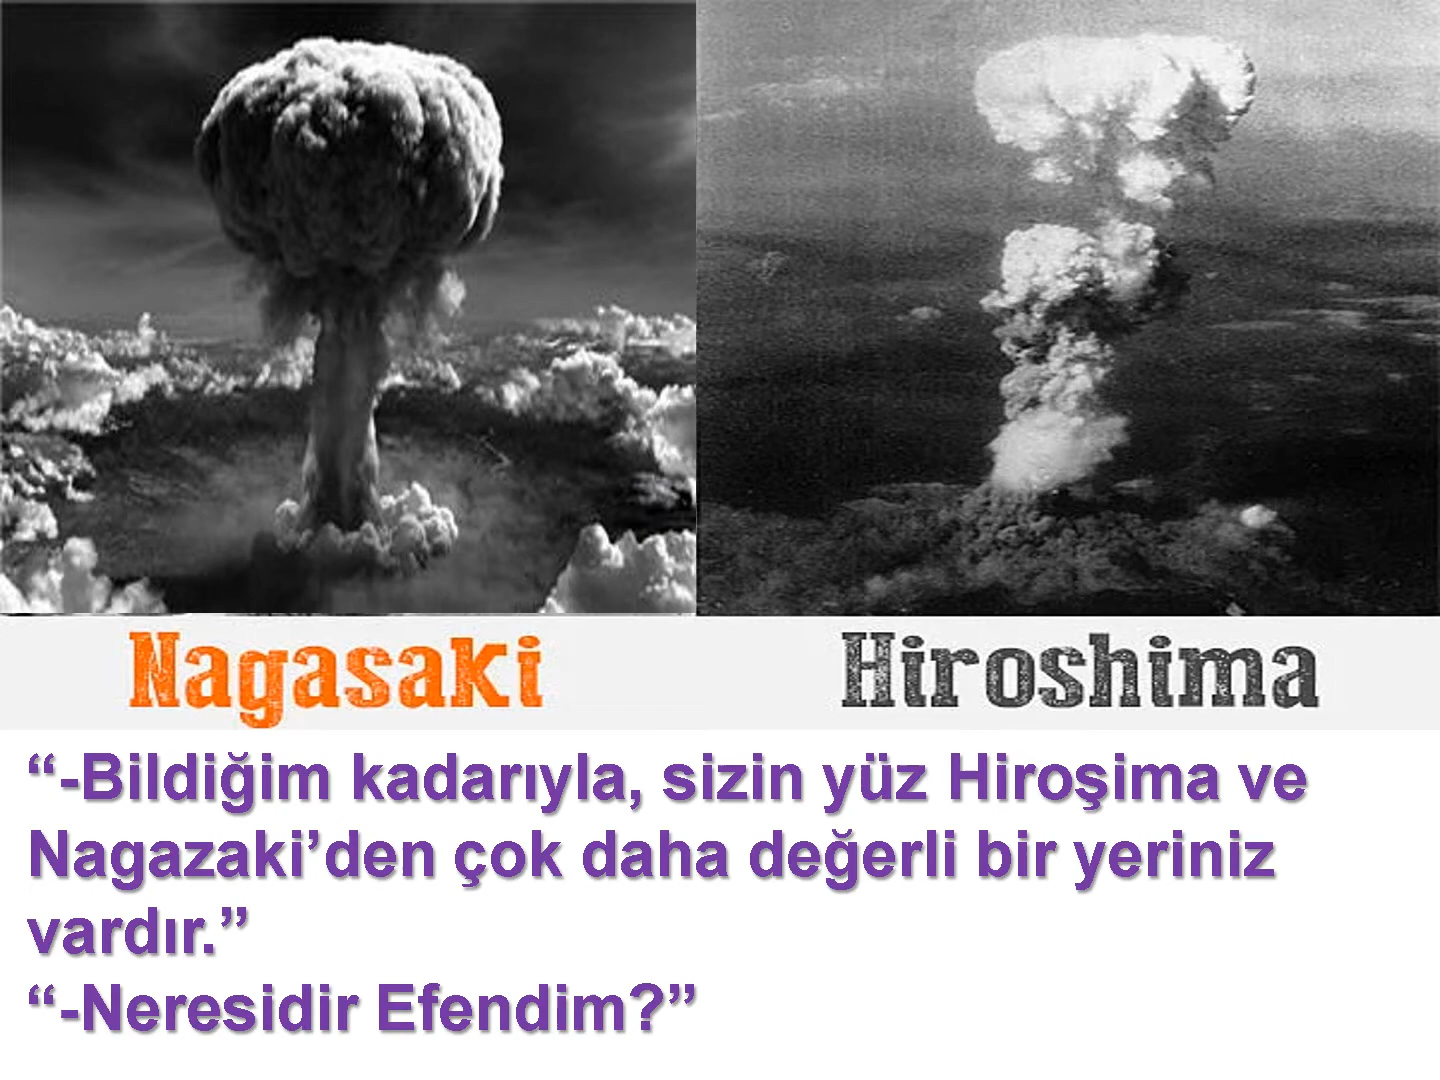 Nagasaki
Hiroshima
“-Bildiğim kadarıyla, sizin yüz Hiroşima ve
Nagazaki’den çok daha değerli bir yeriniz
vardır.”
“-Neresidir Efendim?”